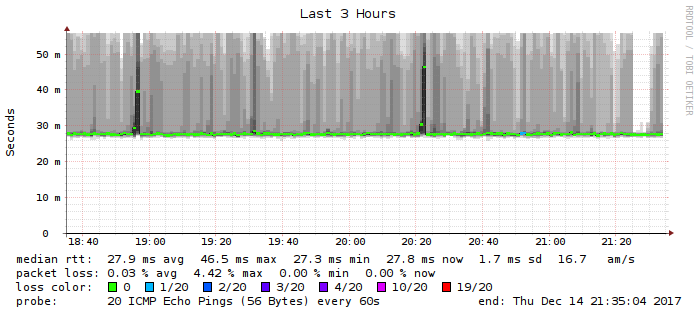 Last 3 Hours
RRDTOOL / TOBI OETIKER
Seconds
50 m
40 m
30 m
20 m
10 m
0
18:40 19:00 19:20 19:40 20:00 20:20 20:40 21:00 21:20
median rtt: 27.9 ms avg 46.5 ms max 27.3 ms min 27.8 ms now 1.7 ms sd 16.7 am/s
packet loss: 0.03 % avg 4.42 % max 0.00 % min 0.00 % now
loss color: 0 1/20 2/20 3/20 4/20 10/20 19/20
probe: 20 ICMP Echo Pings (56 Bytes) every 60s end: Thu Dec 14 21:35:04 2017